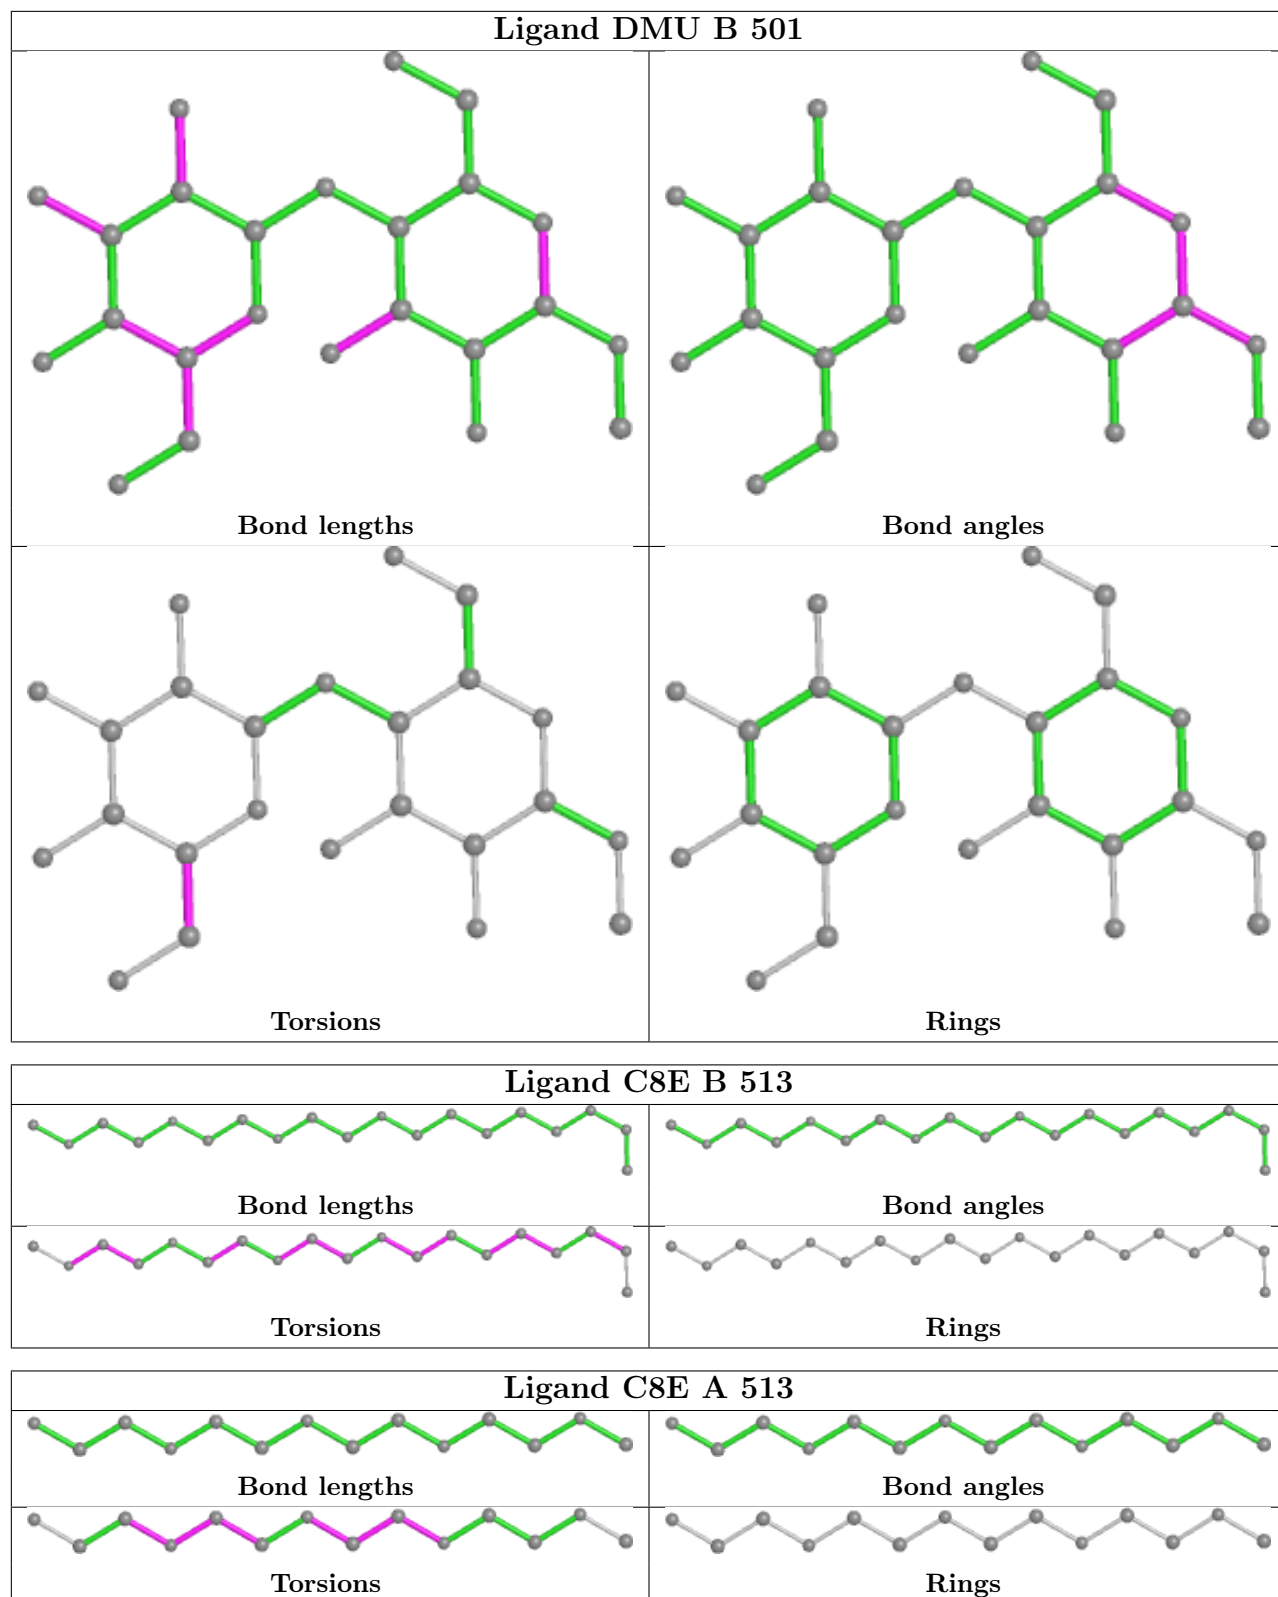 Ligand DMU B 501
Bond lengths
Bond angles
Torsions
Rings
Ligand C8E B 513
Bond lengths
Bond angles
Torsions
Rings
Ligand C8E A 513
Bond lengths
Bond angles
Torsions
Rings